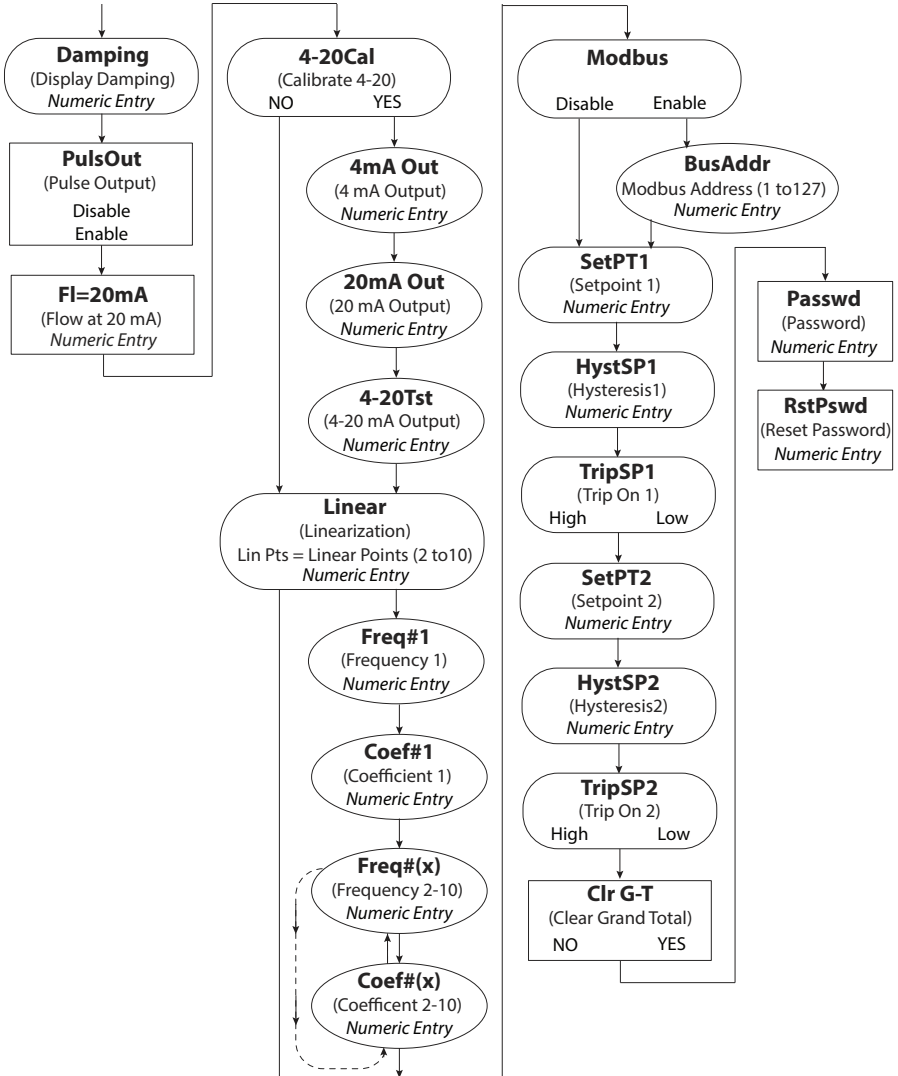 Damping
(Display Damping)
Numeric Entry
PulsOut
(Pulse Output)
Disable
Enable
Fl=20mA
(Flow at 20 mA)
Numeric Entry
4-20Cal
(Calibrate 4-20)
NO YES
4mA Out
(4 mA Output)
Numeric Entry
20mA Out
(20 mA Output)
Numeric Entry
4-20Tst
(4-20 mA Output)
Numeric Entry
Linear
(Linearization)
Lin Pts = Linear Points (2 to10)
Numeric Entry
Freq#1
(Frequency 1)
Numeric Entry
Coef#1
(Coefficient 1)
Numeric Entry
Freq#(x)
(Frequency 2-10)
Numeric Entry
Coef#(x)
(Coefficent 2-10)
Numeric Entry
Modbus
Disable Enable
BusAddr
Modbus Address (1 to127)
Numeric Entry
SetPT1
(Setpoint 1)
Numeric Entry
HystSP1
(Hysteresis1)
Numeric Entry
TripSP1
(Trip On 1)
High Low
SetPT2
(Setpoint 2)
Numeric Entry
HystSP2
(Hysteresis2)
Numeric Entry
TripSP2
(Trip On 2)
High Low
Clr G-T
(Clear Grand Total)
NO YES
Passwd
(Password)
Numeric Entry
RstPswd
(Reset Password)
Numeric Entry